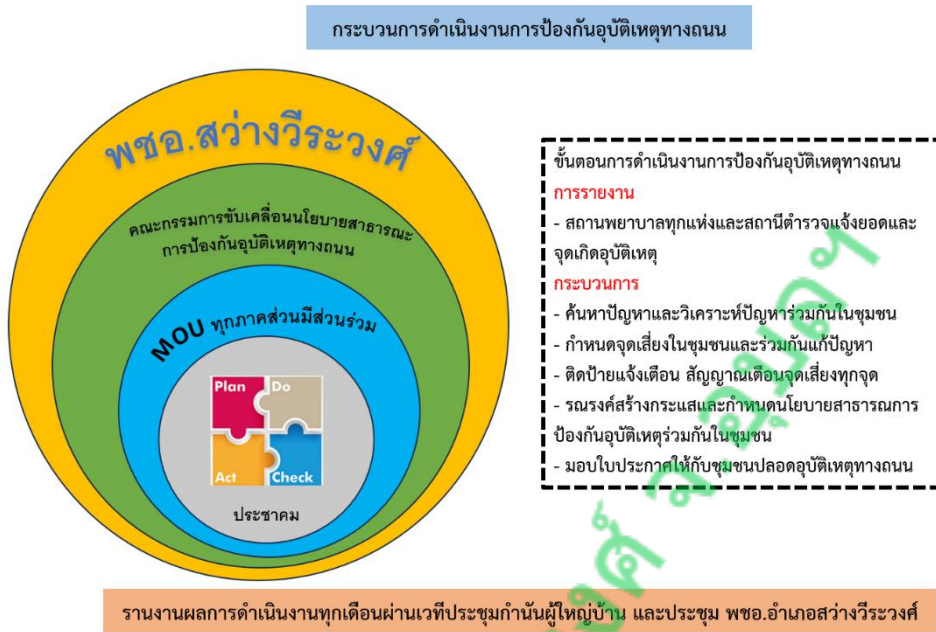 กระบวนการดำเนินงานการป้องกันอุบัติเหตุทางถนน
พชอ.สว่างวีระวงศ์
คณะกรรมการขับเคลื่อนนโยบายสาธารณะ
การป้องกันอุบัติเหตุทางถนน
MOU ทุกภาคส่วนมีส่วนร่วม
Plan Do
Act Check
ประชาคม
ขั้นตอนการดำเนินงานการป้องกันอุบัติเหตุทางถนน
การรายงาน
- สถานพยาบาลทุกแห่งและสถานีตำรวจแจ้งยอดและ
จุดเกิดอุบัติเหตุ
กระบวนการ
- ค้นหาปัญหาและวิเคราะห์ปัญหาร่วมกันในชุมชน
- กำหนดจุดเสี่ยงในชุมชนและร่วมกันแก้ปัญหา
- ติดป้ายแจ้งเตือน สัญญาณเตือนจุดเสี่ยงทุกจุด
- รณรงค์สร้างกระแสและกำหนดนโยบายสาธารณการ
ป้องกันอุบัติเหตุร่วมกันในชุมชน
- มอบใบประกาศให้กับชุมชนปลอดอุบัติเหตุทางถนน
รานงานผลการดำเนินงานทุกเดือนผ่านเวทีประชุมกำนันผู้ใหญ่บ้าน และประชุม พชอ.อำเภอสว่างวีระวงศ์